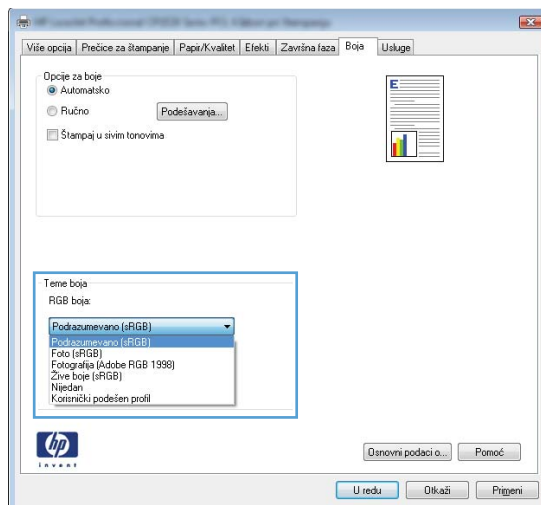 Više opcija Prečice za štampanje Papir/Kvalitet Efekti Završna faza Boja Usluge
Opcije za boje
Automatsko
Ručno Podešavanja...
Štampaj u sivim tonovima
E
Teme boja
RGB boja:
Podrazumevano (sRGB)
Podrazumevano (sRGB)
Foto (sRGB)
Fotografija (Adobe RGB 1998)
Žive boje (sRGB)
Nijedan
Korisnički podešen profil
hp
invent
Osnovni podaci o... Pomoć
U redu Otkaži Primeni